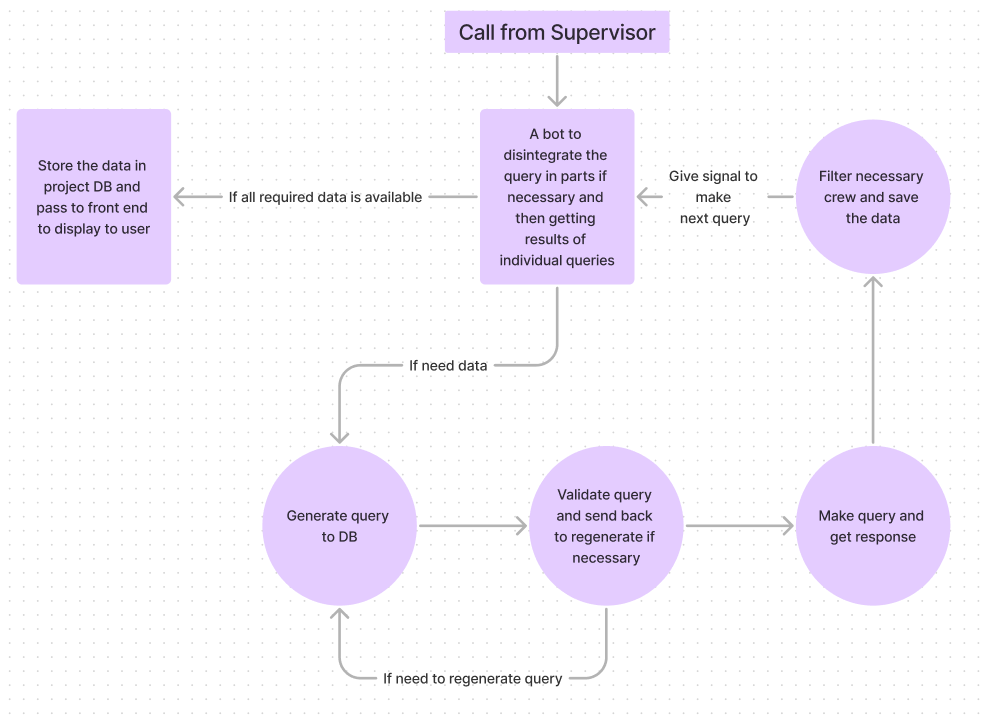 Call from Supervisor
Store the data in
project DB and
pass to front end
to display to user
If all required data is available
A bot to
disintegrate the
query in parts if
necessary and
then getting
results of
individual queries
Give signal to
make
next query
Filter necessary
crew and save
the data
If need data
Generate query
to DB
Validate query
and send back
to regenerate if
necessary
Make query and
get response
If need to regenerate query